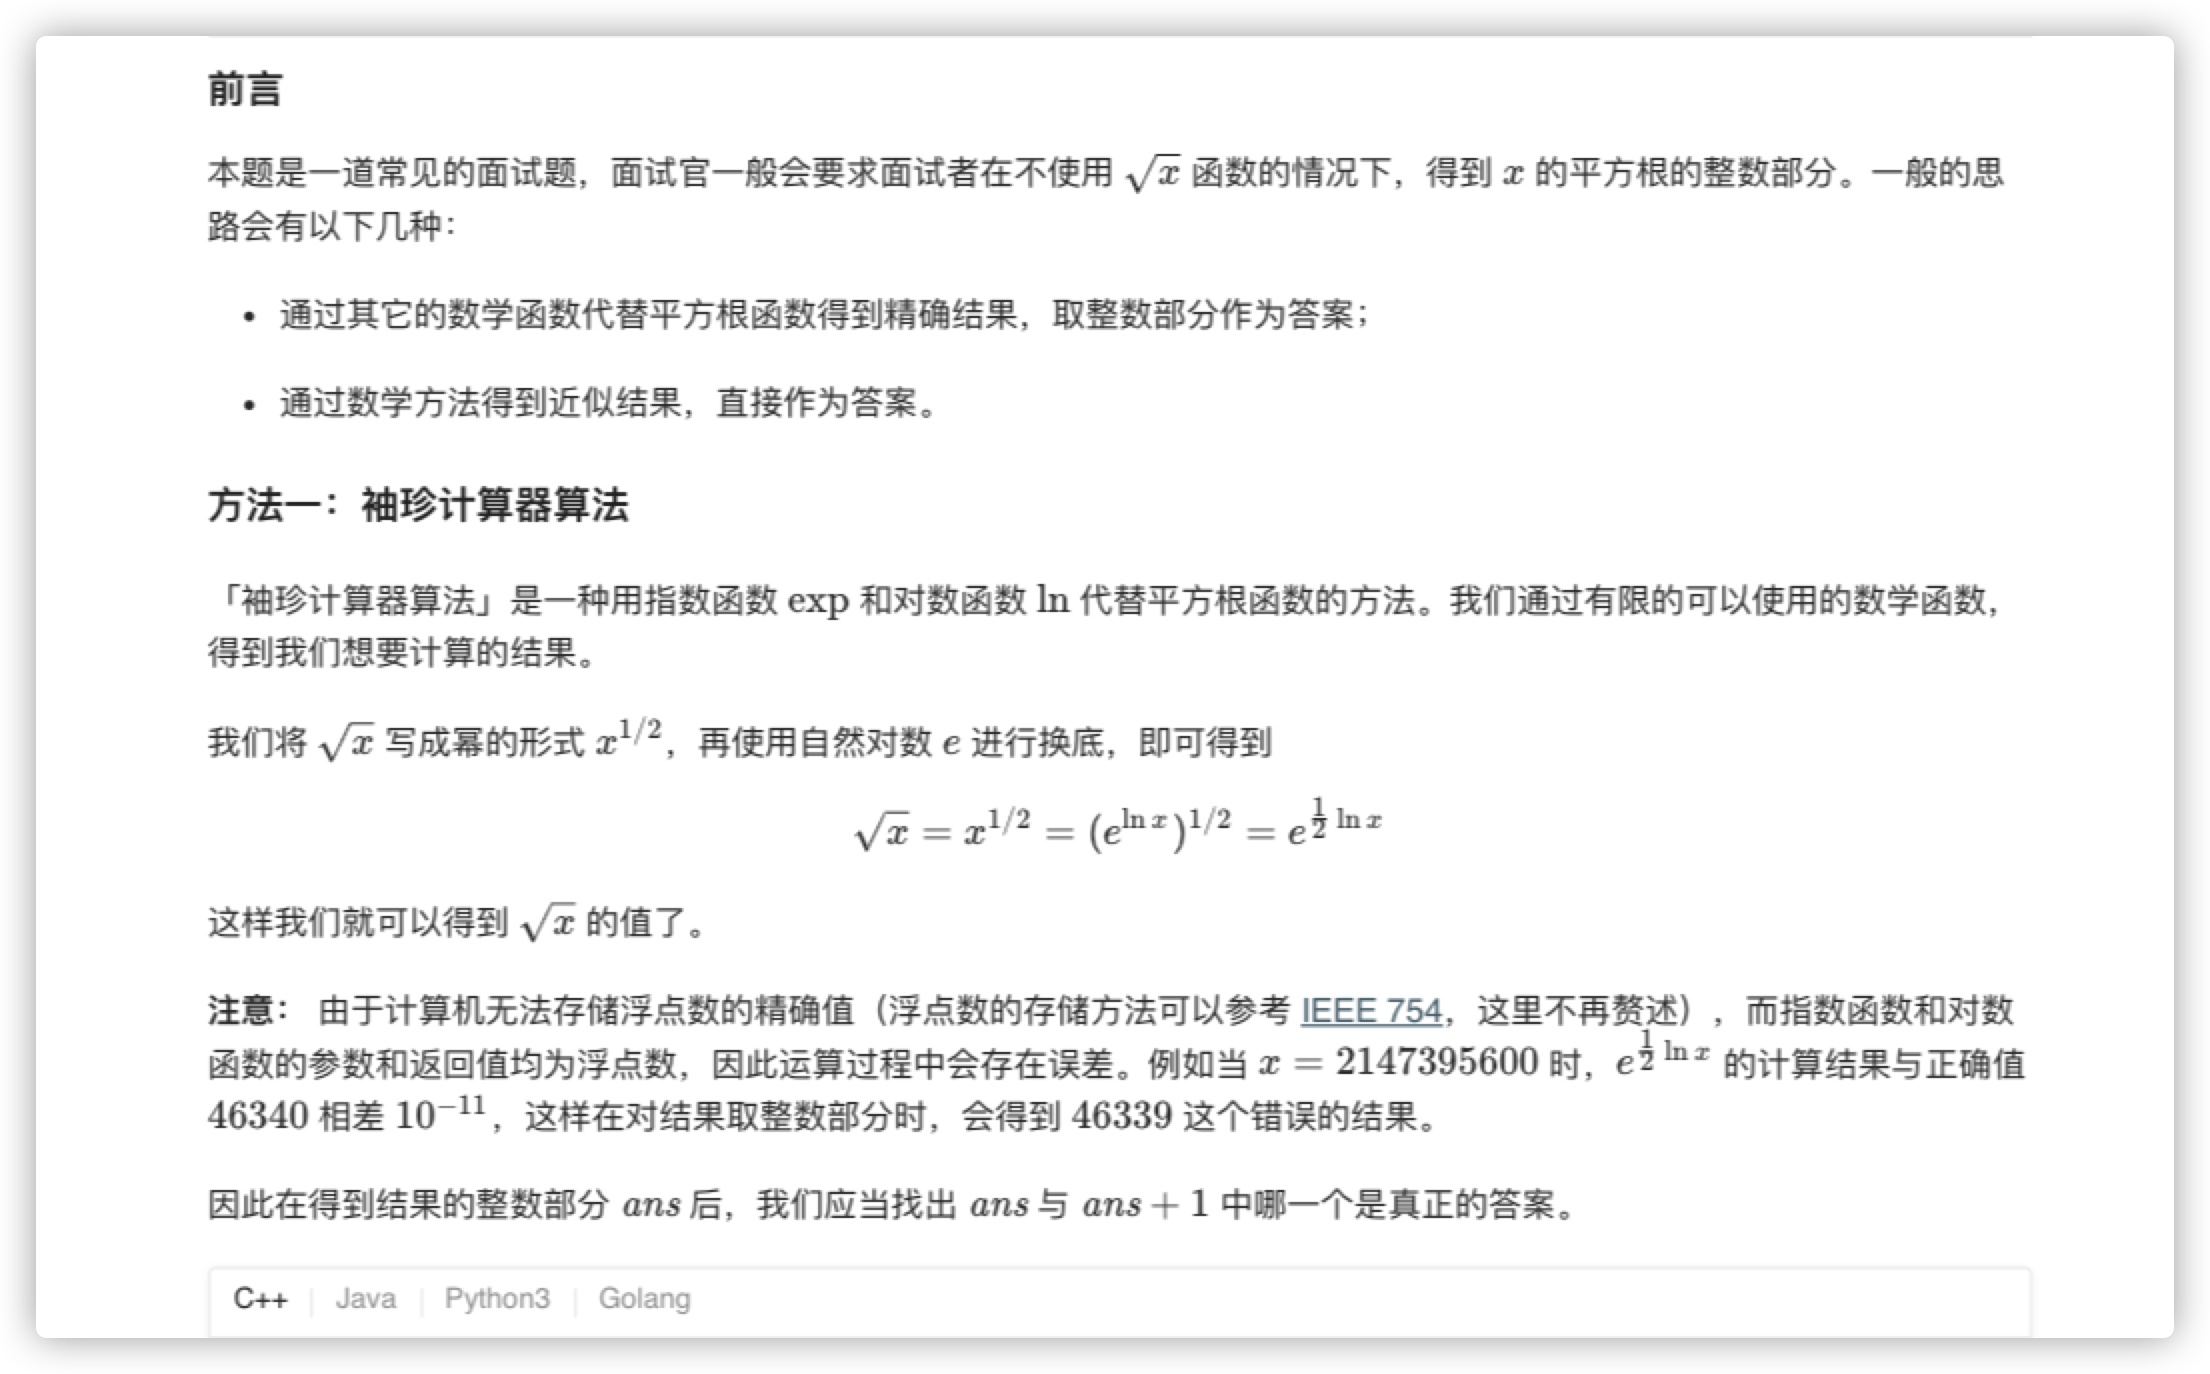 前言
本题是一道常见的面试题，面试官一般会要求面试者在不使用 √x 函数的情况下，得到 x 的平方根的整数部分。一般的思
路会有以下几种：
• 通过其它的数学函数代替平方根函数得到精确结果，取整数部分作为答案；
• 通过数学方法得到近似结果，直接作为答案。
方法一：袖珍计算器算法
「袖珍计算器算法」是一种用指数函数 exp 和对数函数 ln 代替平方根函数的方法。我们通过有限的可以使用的数学函数，
得到我们想要计算的结果。
我们将 √x 写成幂的形式 x^{1/2}，再使用自然对数 e 进行换底，即可得到
√x = x^{1/2} = (e^{ln x})^{1/2} = e^{\frac{1}{2} ln x}
这样我们就可以得到 √x 的值了。
注意： 由于计算机无法存储浮点数的精确值（浮点数的存储方法可以参考 IEEE 754，这里不再赘述），而指数函数和对数
函数的参数和返回值均为浮点数，因此运算过程中会存在误差。例如当 x = 2147395600 时，e^{\frac{1}{2} ln x} 的计算结果与正确值
46340 相差 10^{-11}，这样在对结果取整数部分时，会得到 46339 这个错误的结果。
因此在得到结果的整数部分 ans 后，我们应当找出 ans 与 ans + 1 中哪一个是真正的答案。
C++ Java Python3 Golang